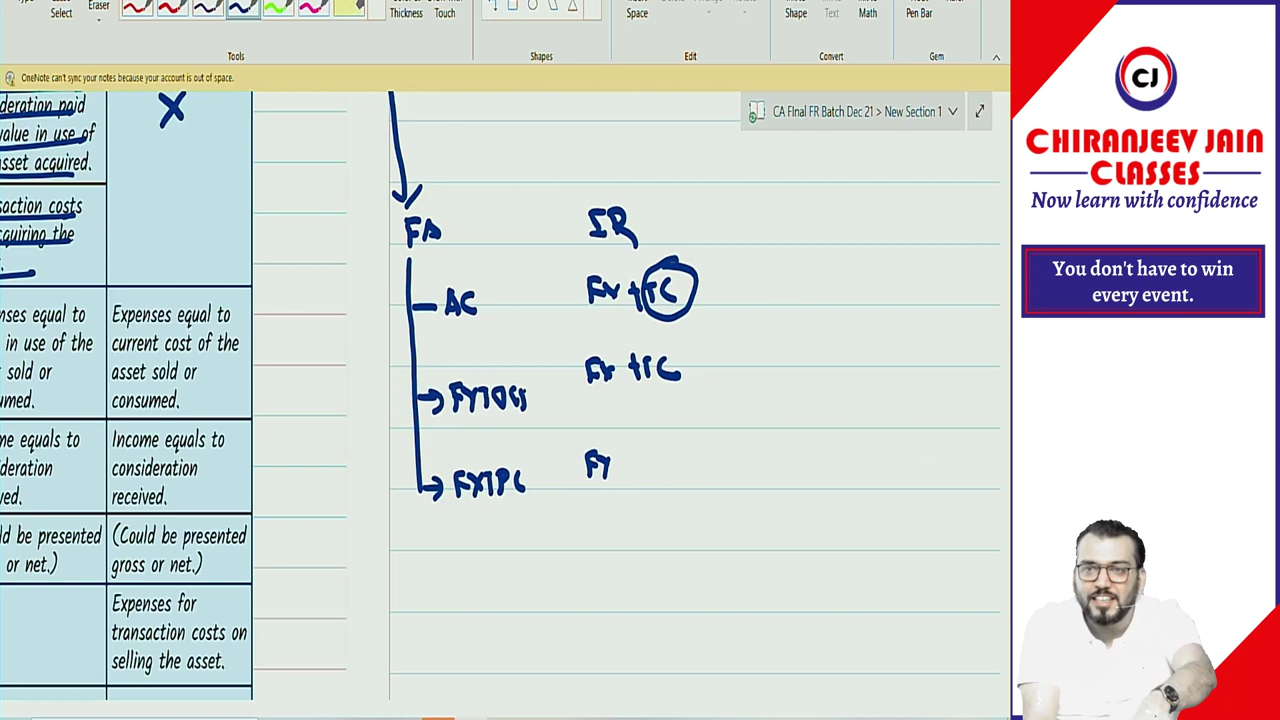 Type
Select
Eraser
Thickness
Touch
Space
Shape
Text
Math
Pen Bar
Tools
Shapes
Edit
Convert
Gem
OneNote can't sync your notes because your account is out of space.
CA FInal FR Batch Dec 21 > New Section 1
deration paid
value in use of
asset acquired.
X
saction costs
quiring the
nses equal to
in use of the
sold or
umed.
Expenses equal to
current cost of the
asset sold or
consumed.
me equals to
deration
ved.
Income equals to
consideration
received.
ld be presented
or net.)
(Could be presented
gross or net.)
Expenses for
transaction costs on
selling the asset.
FA IR
AC FV + TC
FVTOCI FV + TC
FVTPL FV
CJ
CHIRANJEEV JAIN
CLASSES
Now learn with confidence
You don't have to win
every event.